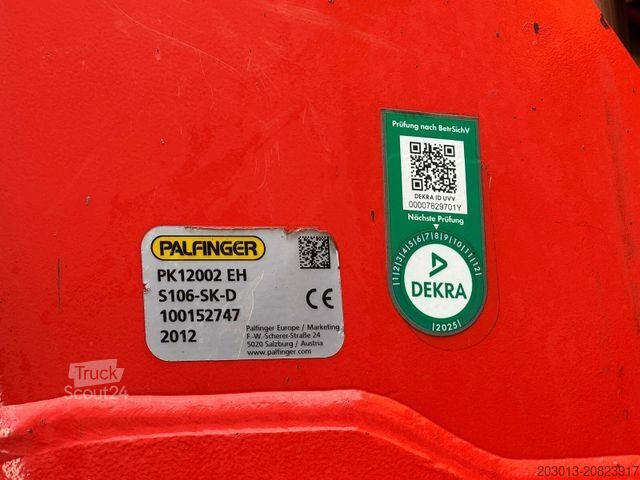 Prüfung nach BetrSichV
DEKRA ID UVV
00007829701Y
Nächste Prüfung
|1|2|3|4|5|6|7|8|9|10|11|12|
DEKRA
|2025|
PALFINGER
PK12002 EH
S106-SK-D
100152747
2012
CE
Palfinger Europe / Marketing
F.-W. Scherer-Straße 24
5020 Salzburg / Austria
www.palfinger.com
Truck
Scout24
203013-20823917